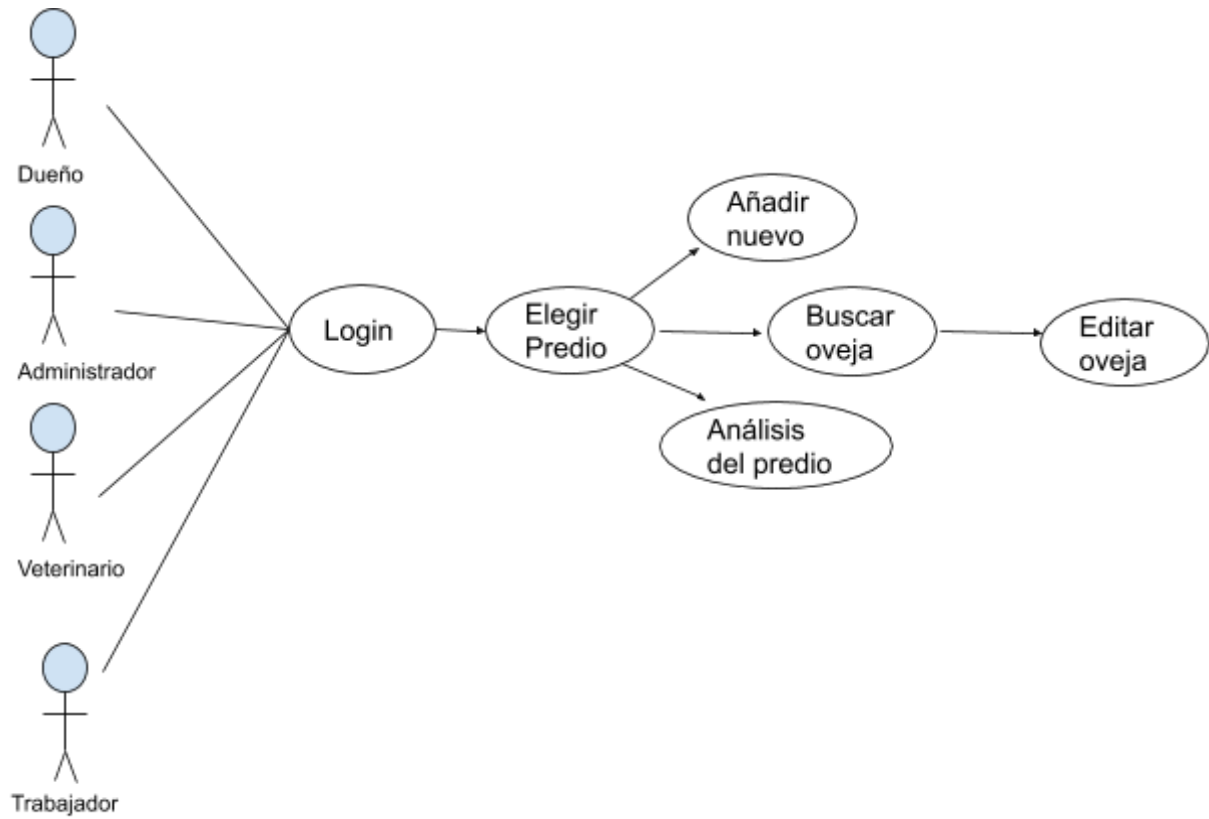 Dueño
Administrador
Veterinario
Trabajador
Login
Elegir
Predio
Añadir
nuevo
Buscar
oveja
Editar
oveja
Análisis
del predio